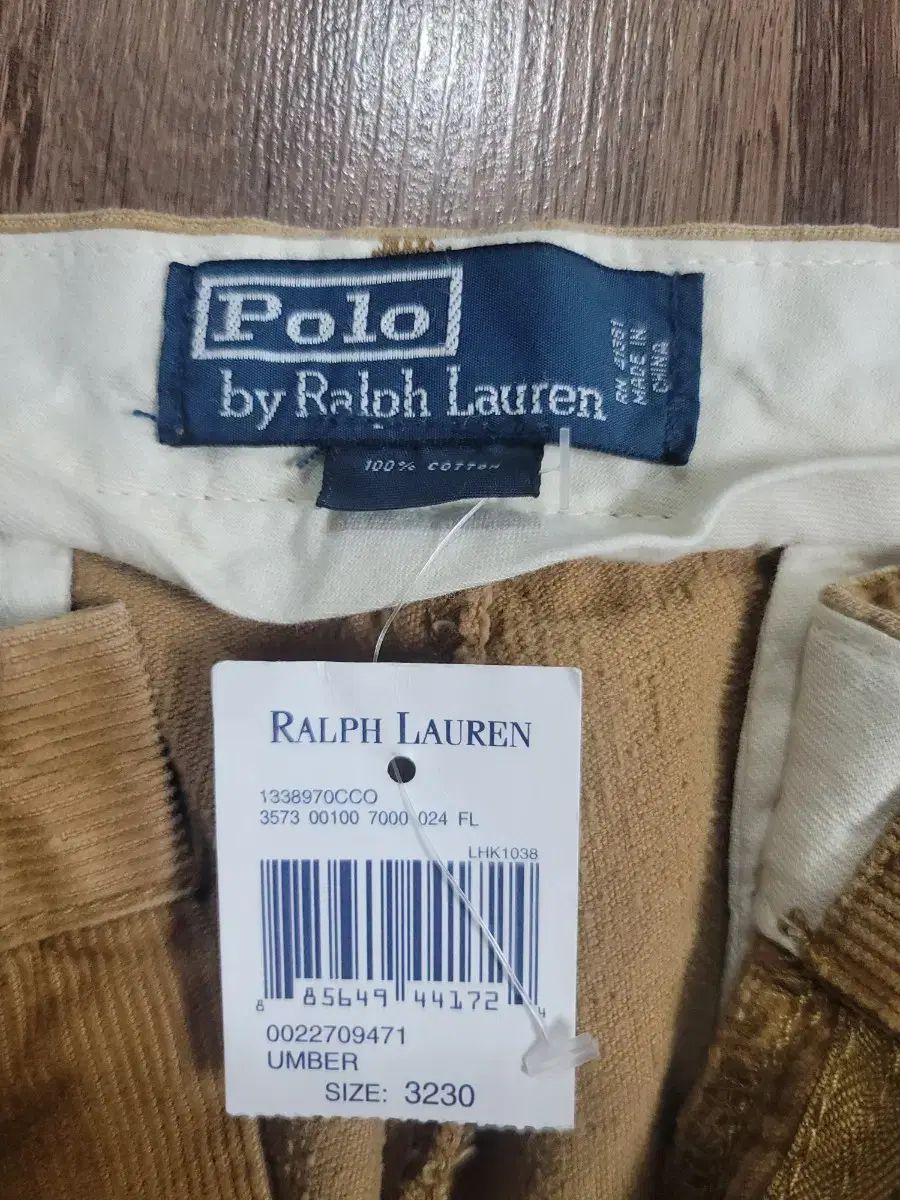 Polo
by Ralph Lauren
RN 41381
MADE IN
CHINA
100% COTTON
RALPH LAUREN
1338970CCO
3573 00100 7000 024 FL
LHK1038
8 85649 44172 4
0022709471
UMBER
SIZE: 3230